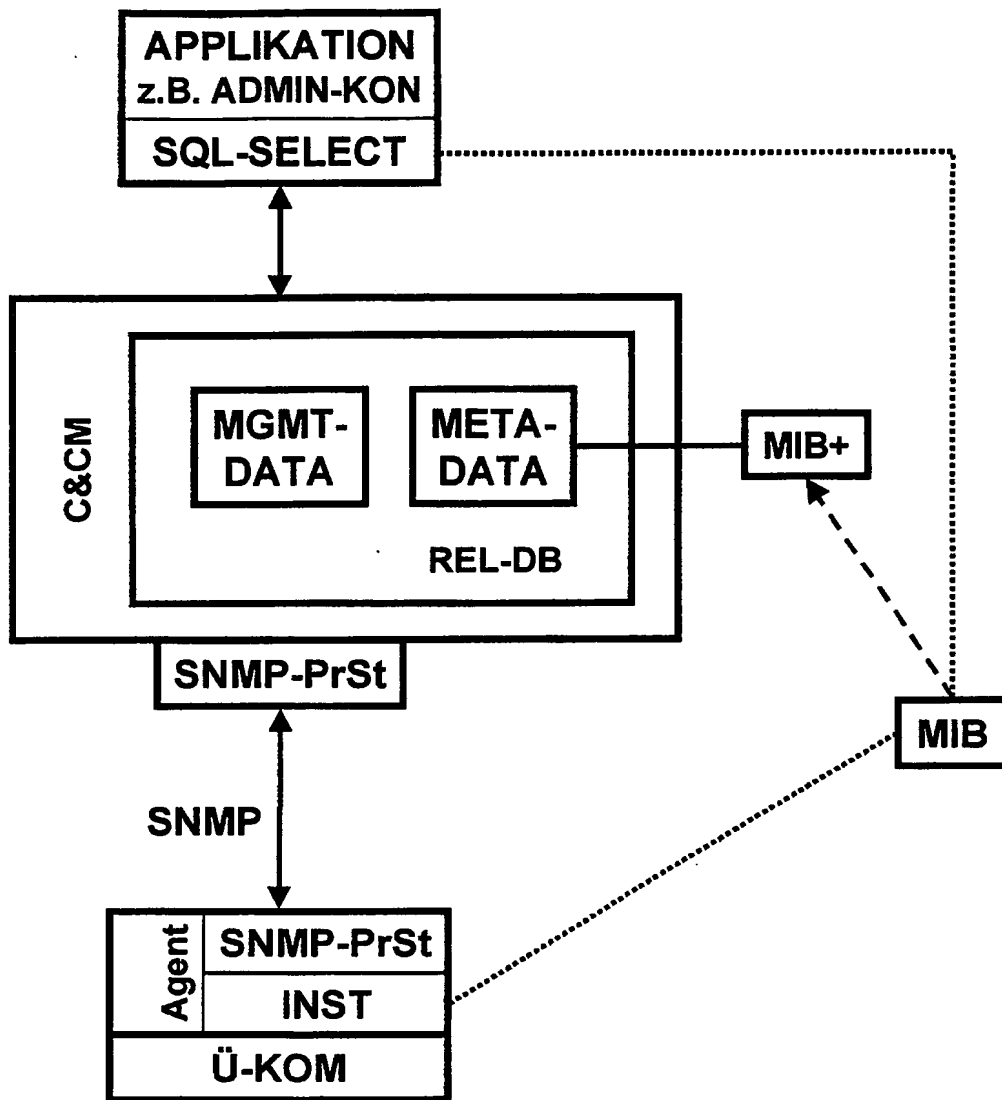 APPLIKATION
z.B. ADMIN-KON
SQL-SELECT
C&CM
MGMT-
DATA
META-
DATA
REL-DB
MIB+
SNMP-PrSt
MIB
SNMP
Agent
SNMP-PrSt
INST
Ü-KOM